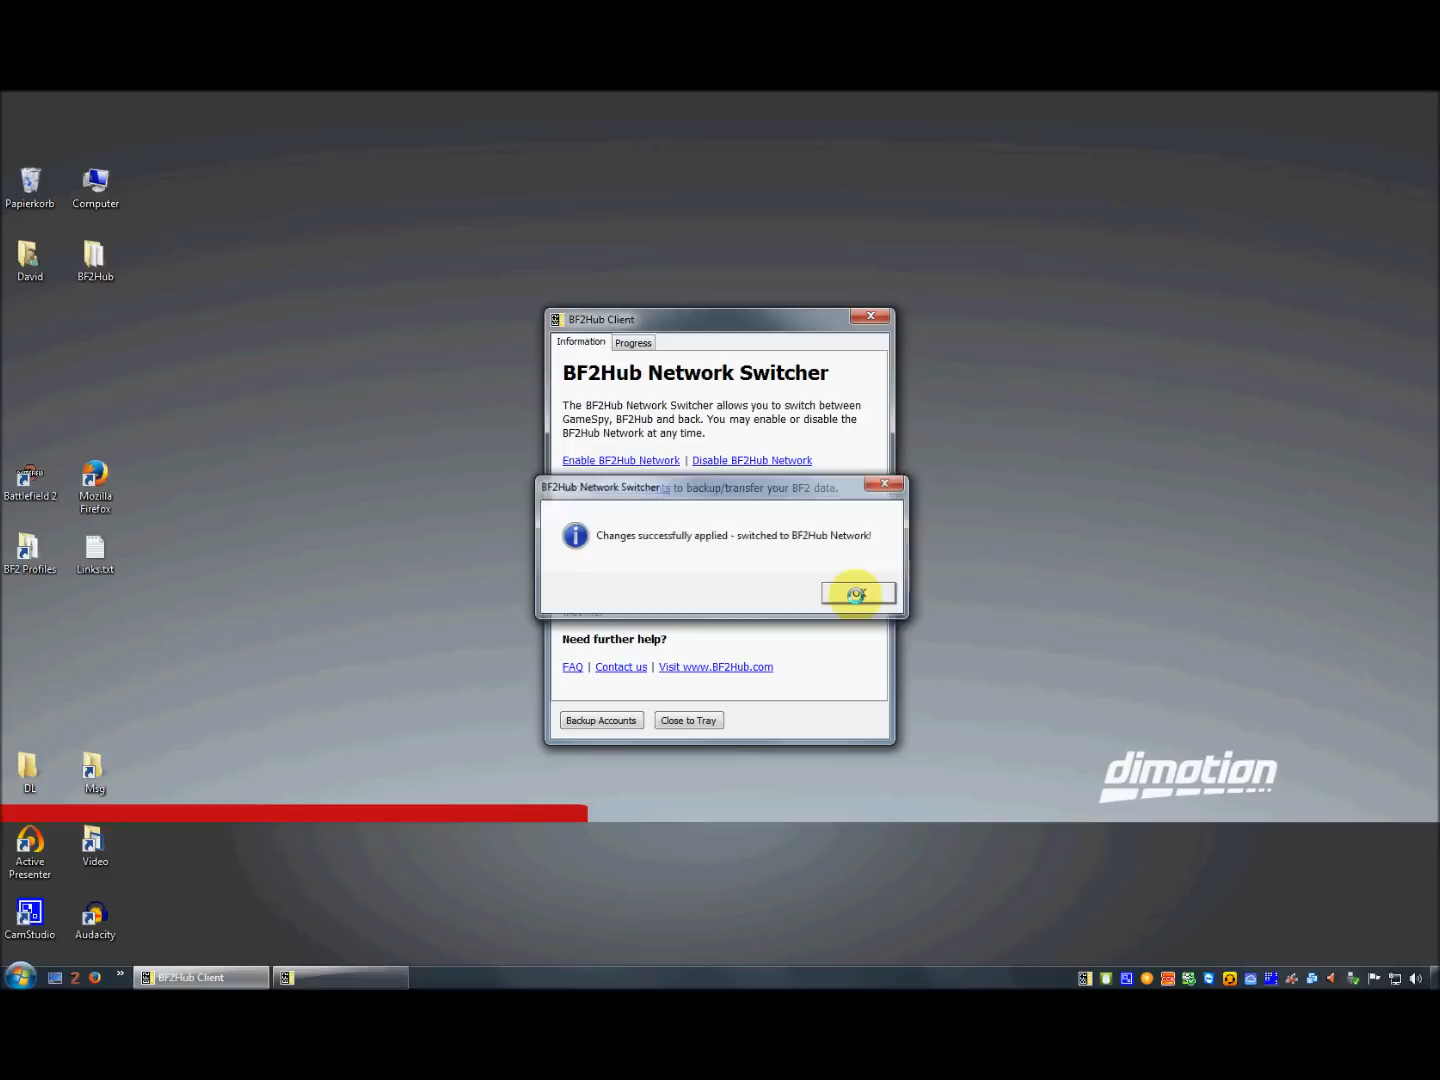 Papierkorb
Computer
David
BF2Hub
Battlefield 2
Mozilla
Firefox
BF2 Profiles
Links.txt
DL
Msg
Active
Presenter
Video
CamStudio
Audacity
BF2Hub Client
Information
Progress
BF2Hub Network Switcher
The BF2Hub Network Switcher allows you to switch between
GameSpy, BF2Hub and back. You may enable or disable the
BF2Hub Network at any time.
Enable BF2Hub Network | Disable BF2Hub Network
BF2Hub Network Switcher
to backup/transfer your BF2 data.
Changes successfully applied - switched to BF2Hub Network!
Need further help?
FAQ | Contact us | Visit www.BF2Hub.com
Backup Accounts
Close to Tray
dimotion
BF2Hub Client